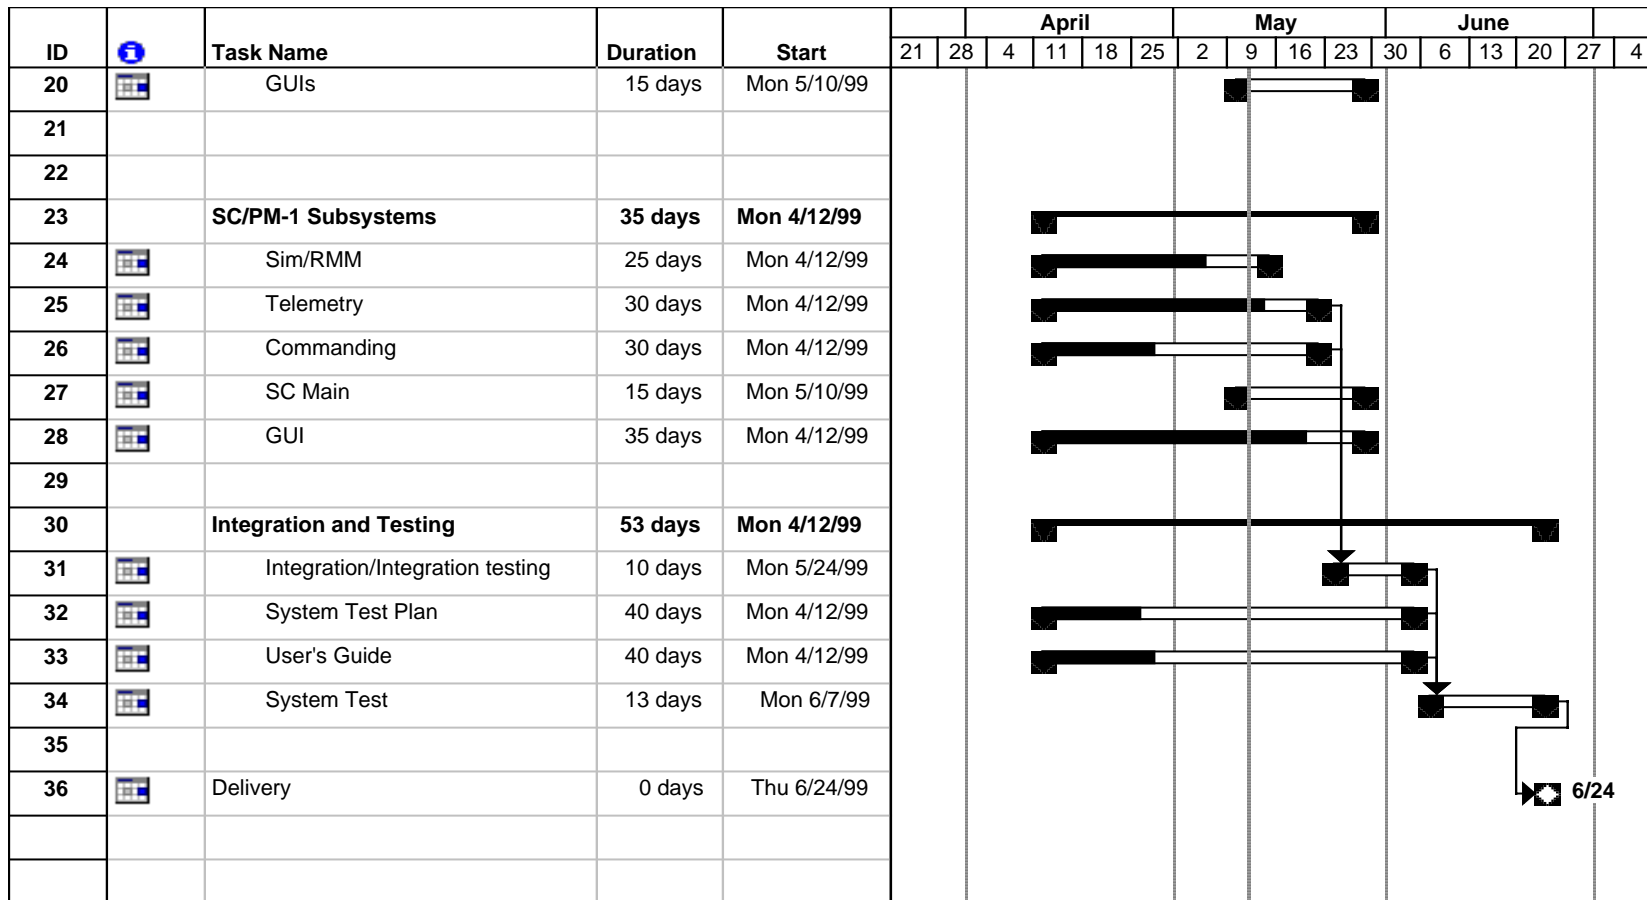 April May June
ID Task Name Duration Start 21 28 4 11 18 25 2 9 16 23 30 6 13 20 27 4
20 GUIs 15 days Mon 5/10/99
21
22
23 SC/PM-1 Subsystems 35 days Mon 4/12/99
24 Sim/RMM 25 days Mon 4/12/99
25 Telemetry 30 days Mon 4/12/99
26 Commanding 30 days Mon 4/12/99
27 SC Main 15 days Mon 5/10/99
28 GUI 35 days Mon 4/12/99
29
30 Integration and Testing 53 days Mon 4/12/99
31 Integration/Integration testing 10 days Mon 5/24/99
32 System Test Plan 40 days Mon 4/12/99
33 User's Guide 40 days Mon 4/12/99
34 System Test 13 days Mon 6/7/99
35
36 Delivery 0 days Thu 6/24/99 6/24